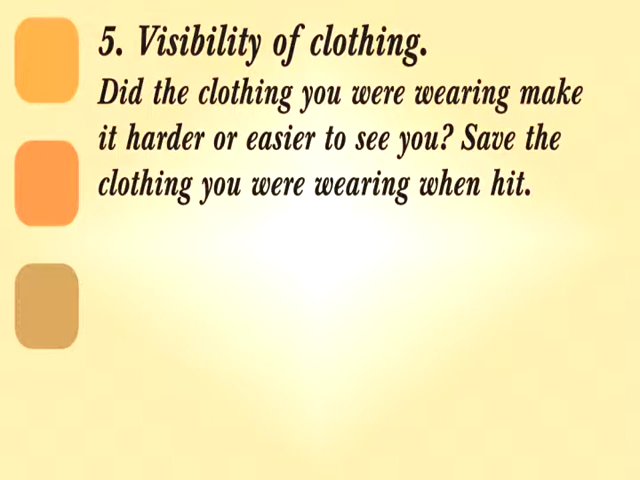 5. Visibility of clothing.
Did the clothing you were wearing make
it harder or easier to see you? Save the
clothing you were wearing when hit.